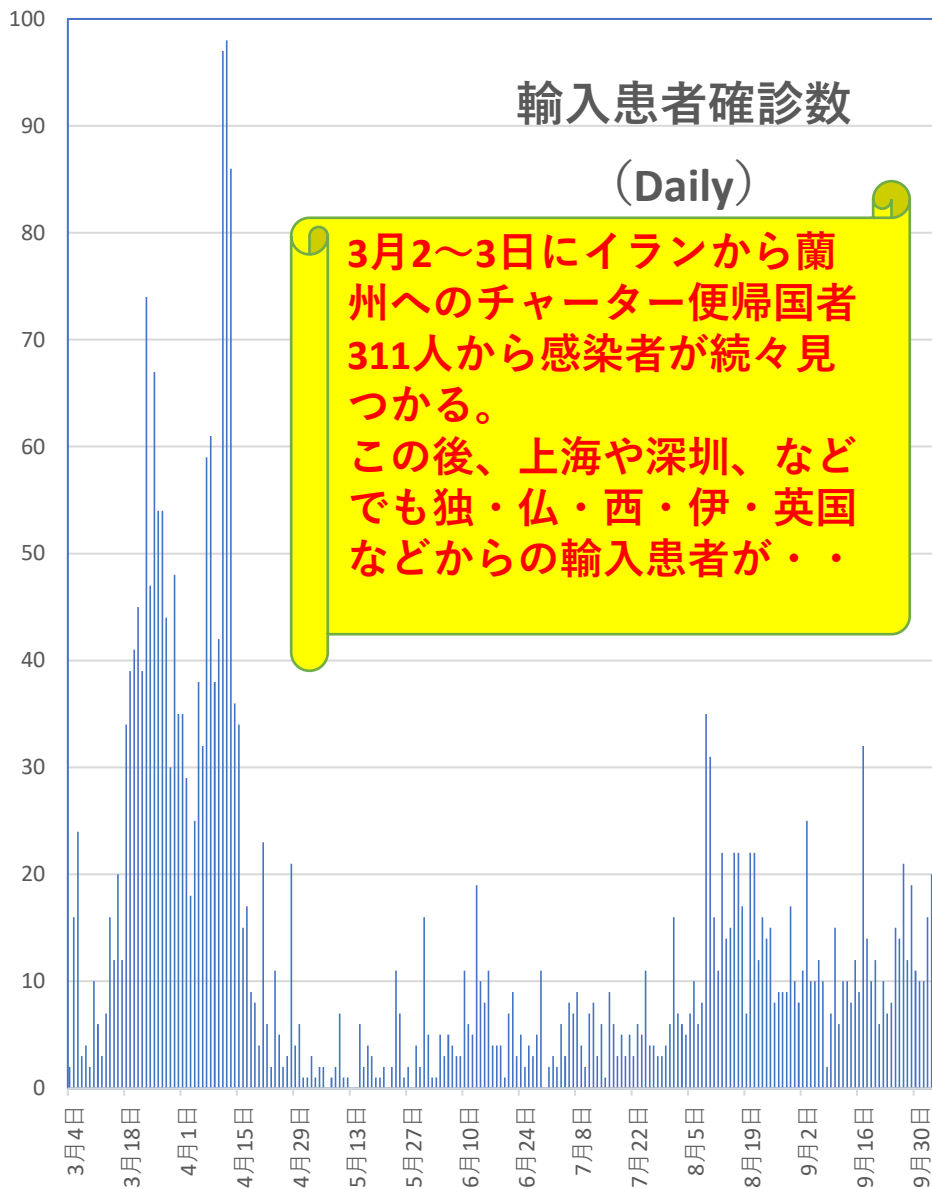 輸入患者確診数
（Daily）
3月2～3日にイランから蘭
州へのチャーター便帰国者
311人から感染者が続々見
つかる。
この後、上海や深圳、など
でも独・仏・西・伊・英国
などからの輸入患者が・・
100
90
80
70
60
50
40
30
20
10
0
3月4日
3月18日
4月1日
4月15日
4月29日
5月13日
5月27日
6月10日
6月24日
7月8日
7月22日
8月5日
8月19日
9月2日
9月16日
9月30日